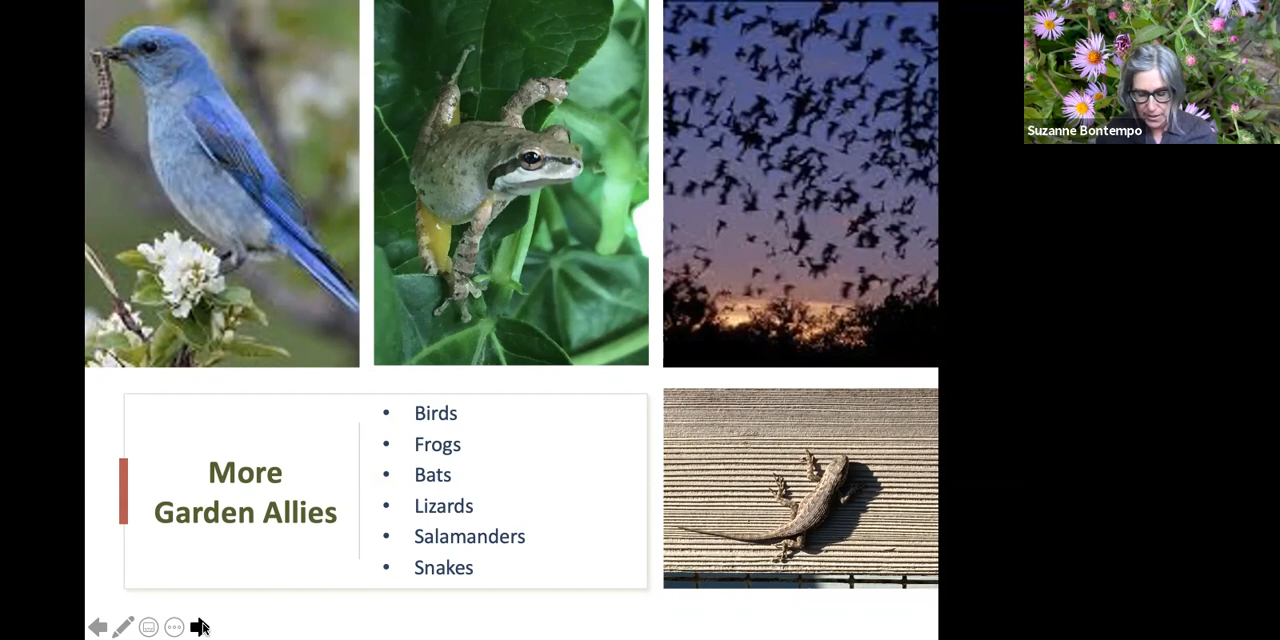 Suzanne Bontempo
More
Garden Allies
• Birds
• Frogs
• Bats
• Lizards
• Salamanders
• Snakes